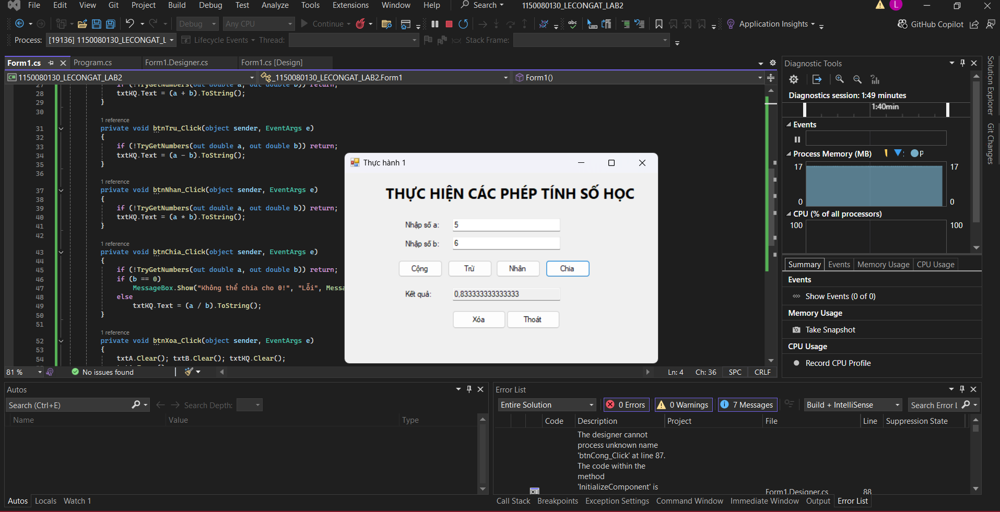 File Edit View Git Project Build Debug Test Analyze Tools Extensions Window Help Search 1150080130_LECONGAT_LAB2 L
Debug Any CPU Continue Application Insights GitHub Copilot
Process: [19136] 1150080130_LECONGAT_L Lifecycle Events Thread: Stack Frame:
Form1.cs Program.cs Form1.Designer.cs Form1.cs [Design]
C# 1150080130_LECONGAT_LAB2 _1150080130_LECONGAT_LAB2.Form1 Form1()
27 if (!TryGetNumbers(out double a, out double b)) return;
28 txtKQ.Text = (a + b).ToString();
29 }
30
1 reference
31 private void btnTru_Click(object sender, EventArgs e)
32 {
33 if (!TryGetNumbers(out double a, out double b)) return;
34 txtKQ.Text = (a - b).ToString();
35 }
36
1 reference
37 private void btnNhan_Click(object sender, EventArgs e)
38 {
39 if (!TryGetNumbers(out double a, out double b)) return;
40 txtKQ.Text = (a * b).ToString();
41 }
42
1 reference
43 private void btnChia_Click(object sender, EventArgs e)
44 {
45 if (!TryGetNumbers(out double a, out double b)) return;
46 if (b == 0)
47 MessageBox.Show("Không thể chia cho 0!", "Lỗi", Messa
48 else
49 txtKQ.Text = (a / b).ToString();
50 }
51
1 reference
52 private void btnXoa_Click(object sender, EventArgs e)
53 {
54 txtA.Clear(); txtB.Clear(); txtKQ.Clear();
81 % No issues found Ln: 4 Ch: 36 SPC CRLF
Thực hành 1
THỰC HIỆN CÁC PHÉP TÍNH SỐ HỌC
Nhập số a: 5
Nhập số b: 6
Cộng Trừ Nhân Chia
Kết quả: 0,833333333333333
Xóa Thoát
Diagnostic Tools
Diagnostics session: 1:49 minutes
1:40min
Events
Process Memory (MB) P
17 17
0 0
CPU (% of all processors)
100 100
Summary Events Memory Usage CPU Usage
Events
Show Events (0 of 0)
Memory Usage
Take Snapshot
CPU Usage
Record CPU Profile
Solution Explorer
Git Changes
Autos
Search (Ctrl+E) Search Depth:
Name Value Type
Autos Locals Watch 1
Error List
Entire Solution 0 Errors 0 Warnings 7 Messages Build + IntelliSense Search Error L
Code Description Project File Line Suppression State
The designer cannot
process unknown name
'btnCong_Click' at line 87.
The code within the
method
'InitializeComponent' is
Form1.Designer.cs 88
Call Stack Breakpoints Exception Settings Command Window Immediate Window Output Error List